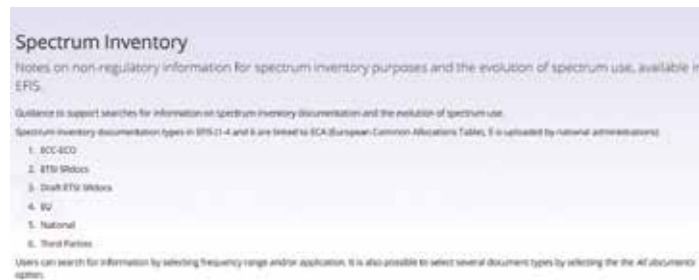 Spectrum Inventory
Notes on non-regulatory information for spectrum inventory purposes and the evolution of spectrum use, available in
EFIS.
Guidance to support searches for information on spectrum inventory documentation and the evolution of spectrum use.
Spectrum inventory documentation types in EFIS (1-4 and 6 are linked to ECA (European Common Allocations Table), 5 is uploaded by national administrations)
1. ECC-ECO
2. ETSI SRdocs
3. Draft ETSI SRdocs
4. EU
5. National
6. Third Parties
Users can search for information by selecting frequency range and/or application. It is also possible to select several document types by selecting the the All documents
option.